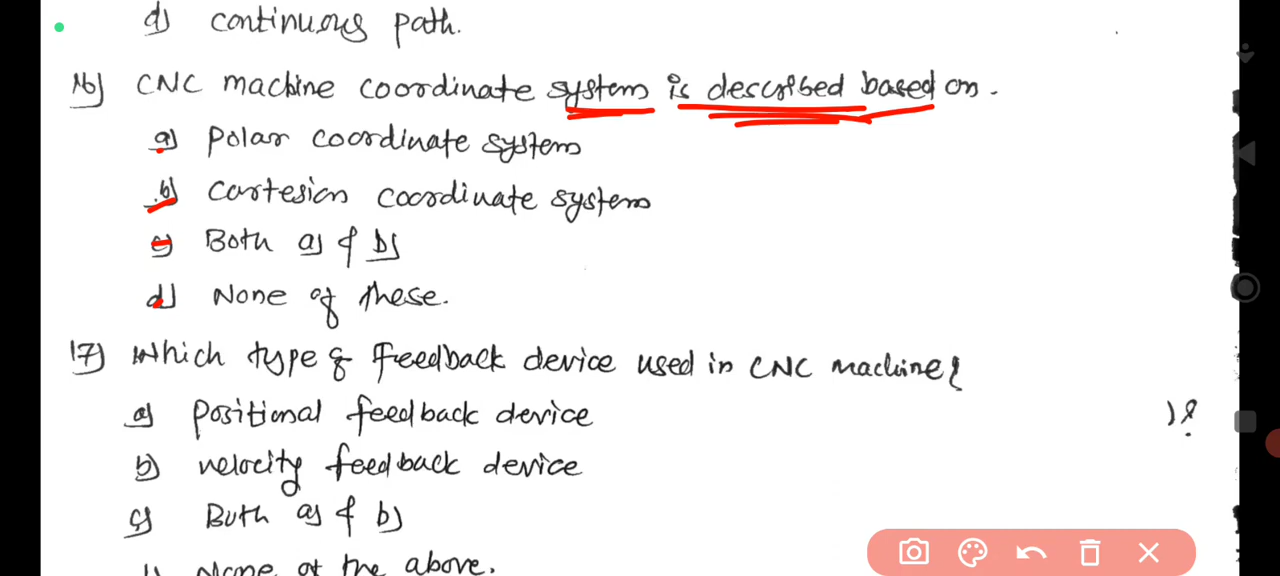 d) continuous path.
16) CNC machine coordinate system is described based on.
a) Polar coordinate system
b) Cartesian coordinate system
c) Both a) & b)
d) None of these.
17) Which type of feedback device used in CNC machine?
a) Positional feedback device
b) velocity feedback device
c) Both a) & b)
d) None of the above.